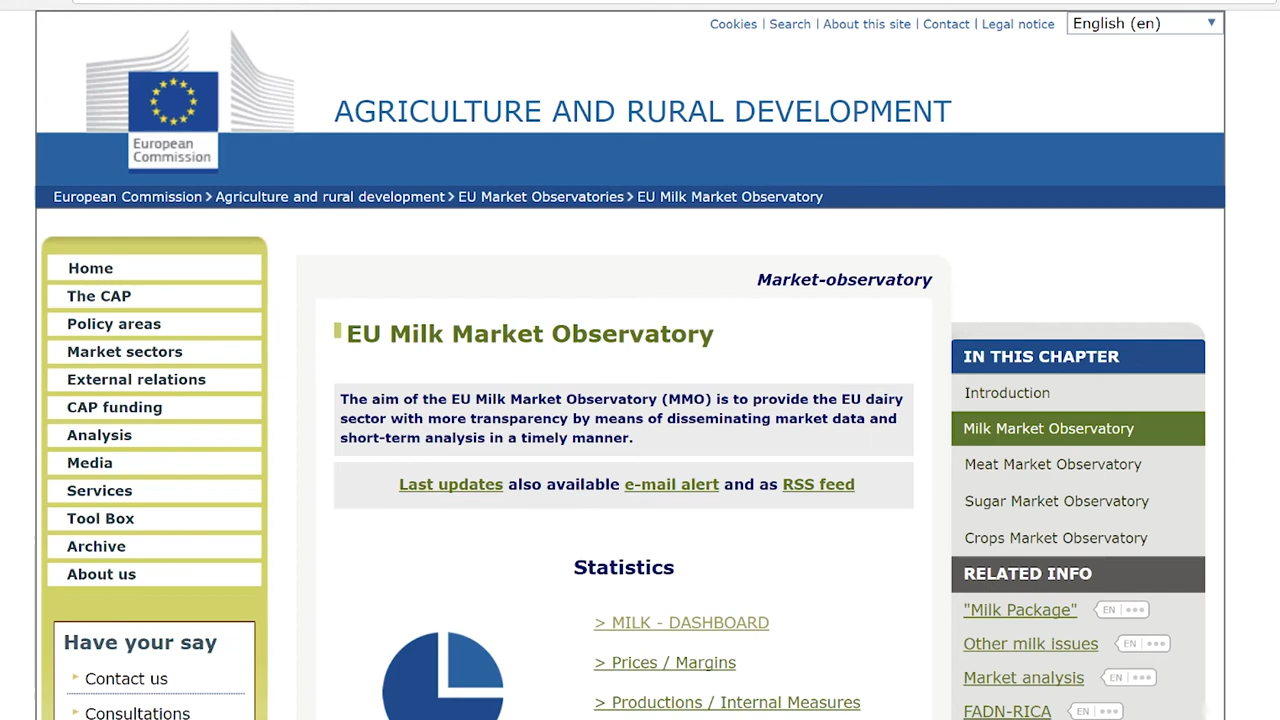 Cookies | Search | About this site | Contact | Legal notice English (en)
AGRICULTURE AND RURAL DEVELOPMENT
European
Commission
European Commission > Agriculture and rural development > EU Market Observatories > EU Milk Market Observatory
Home
The CAP
Policy areas
Market sectors
External relations
CAP funding
Analysis
Media
Services
Tool Box
Archive
About us
Have your say
Contact us
Consultations
Market-observatory
EU Milk Market Observatory
The aim of the EU Milk Market Observatory (MMO) is to provide the EU dairy
sector with more transparency by means of disseminating market data and
short-term analysis in a timely manner.
Last updates also available e-mail alert and as RSS feed
Statistics
> MILK - DASHBOARD
> Prices / Margins
> Productions / Internal Measures
IN THIS CHAPTER
Introduction
Milk Market Observatory
Meat Market Observatory
Sugar Market Observatory
Crops Market Observatory
RELATED INFO
"Milk Package" EN
Other milk issues EN
Market analysis EN
FADN-RICA EN